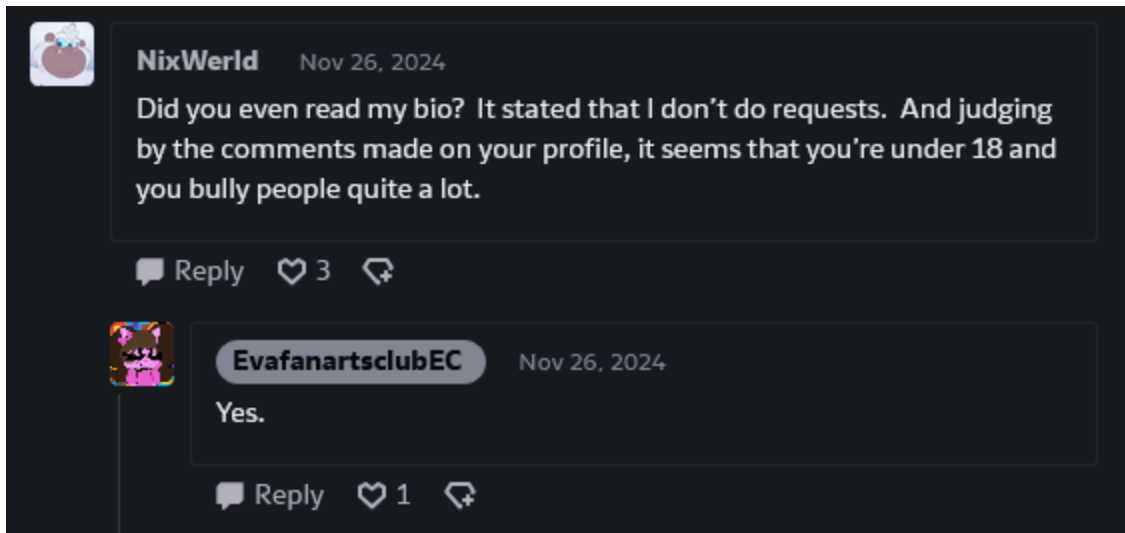 NixWerld Nov 26, 2024
Did you even read my bio?  It stated that I don't do requests.  And judging
by the comments made on your profile, it seems that you're under 18 and
you bully people quite a lot.
Reply 3
EvafanartsclubEC Nov 26, 2024
Yes.
Reply 1